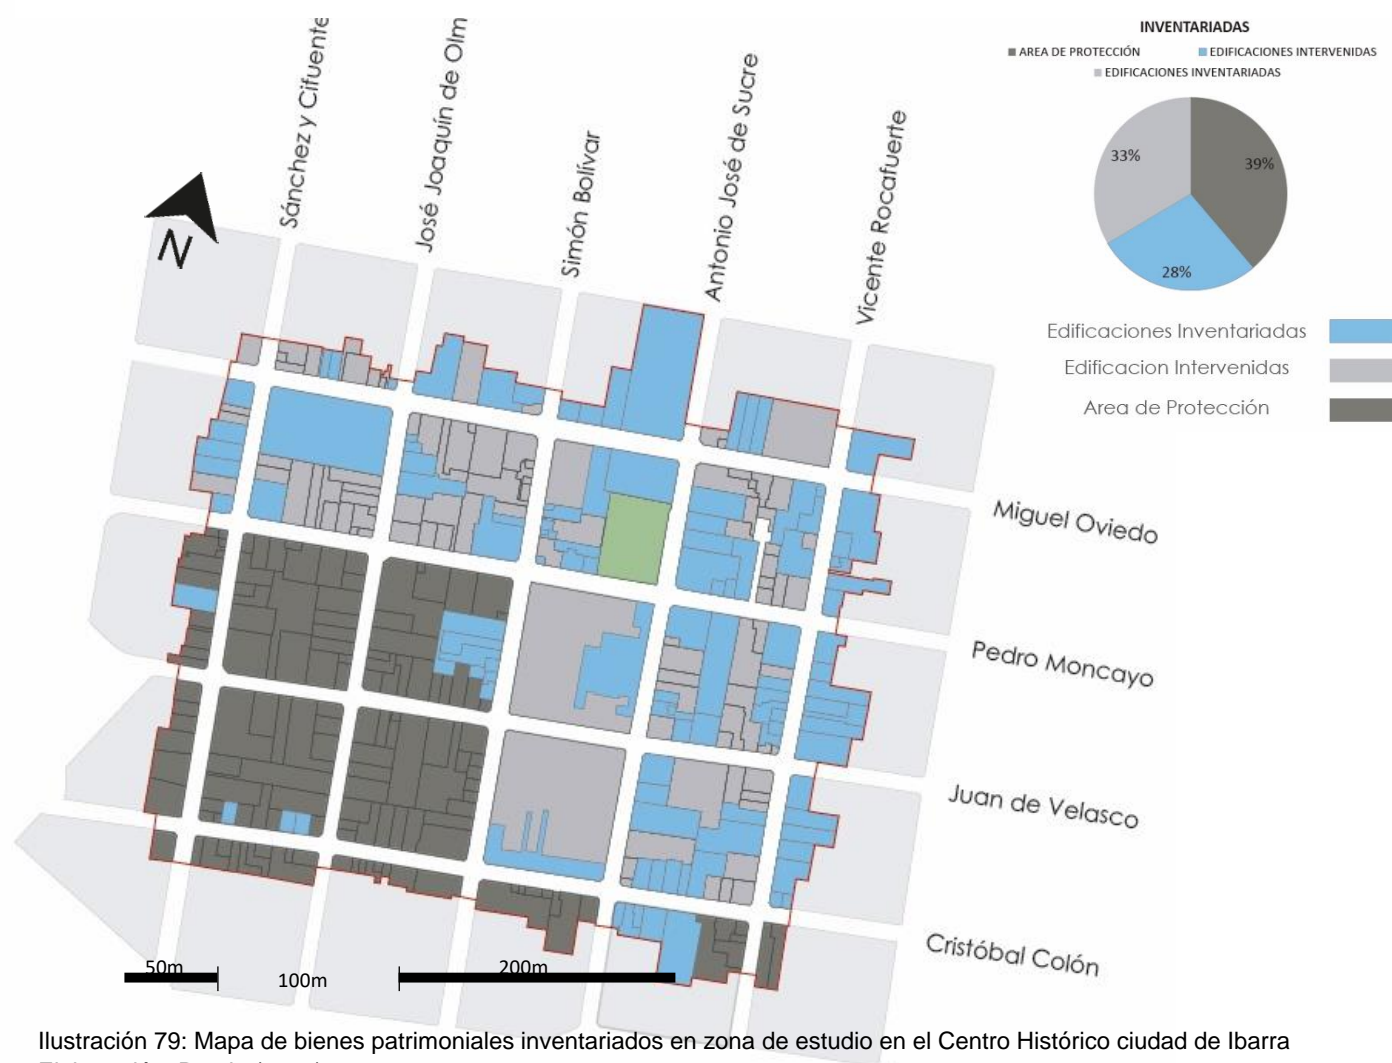 INVENTARIADAS
AREA DE PROTECCIÓN
EDIFICACIONES INTERVENIDAS
EDIFICACIONES INVENTARIADAS
33%
39%
28%
Edificaciones Inventariadas
Edificacion Intervenidas
Area de Protección
Sánchez y Cifuente
José Joaquín de Olm
Simón Bolívar
Antonio José de Sucre
Vicente Rocafuerte
N
Miguel Oviedo
Pedro Moncayo
Juan de Velasco
Cristóbal Colón
50m
100m
200m
Ilustración 79: Mapa de bienes patrimoniales inventariados en zona de estudio en el Centro Histórico ciudad de Ibarra